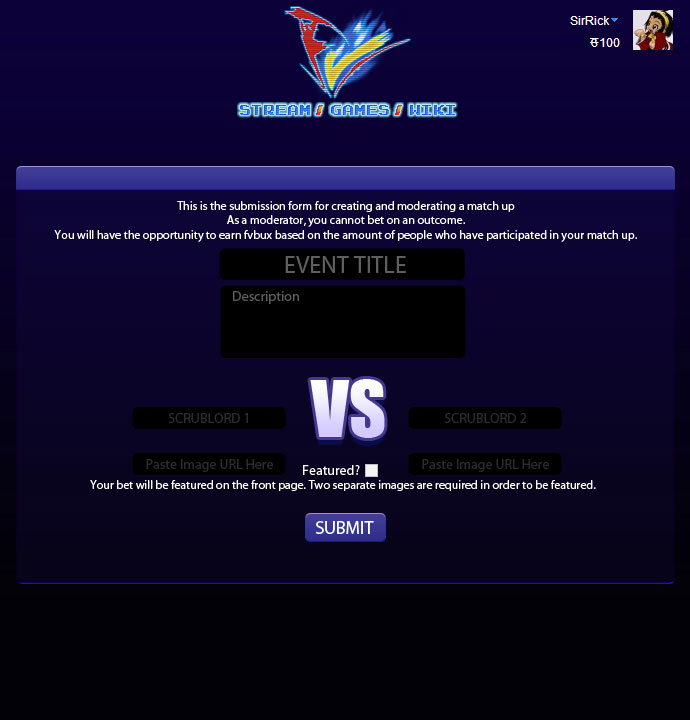 SirRick
100
STREAM / GAMES / WIKI
This is the submission form for creating and moderating a match up
As a moderator, you cannot bet on an outcome.
You will have the opportunity to earn fvbux based on the amount of people who have participated in your match up.
EVENT TITLE
Description
VS
SCRUBLORD 1
SCRUBLORD 2
Paste Image URL Here
Featured?
Paste Image URL Here
Your bet will be featured on the front page. Two separate images are required in order to be featured.
SUBMIT